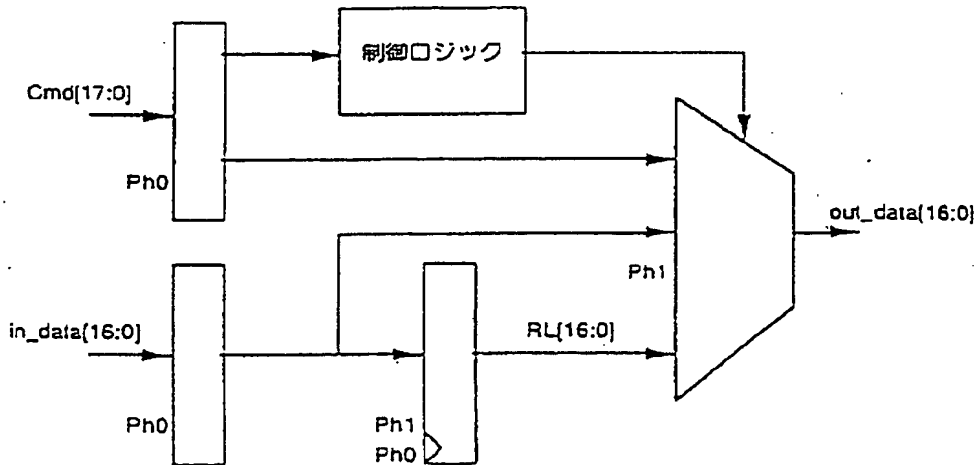 制御ロジック
Cmd[17:0]
Ph0
out_data[16:0]
Ph1
in_data[16:0]
RL[16:0]
Ph0
Ph1
Ph0